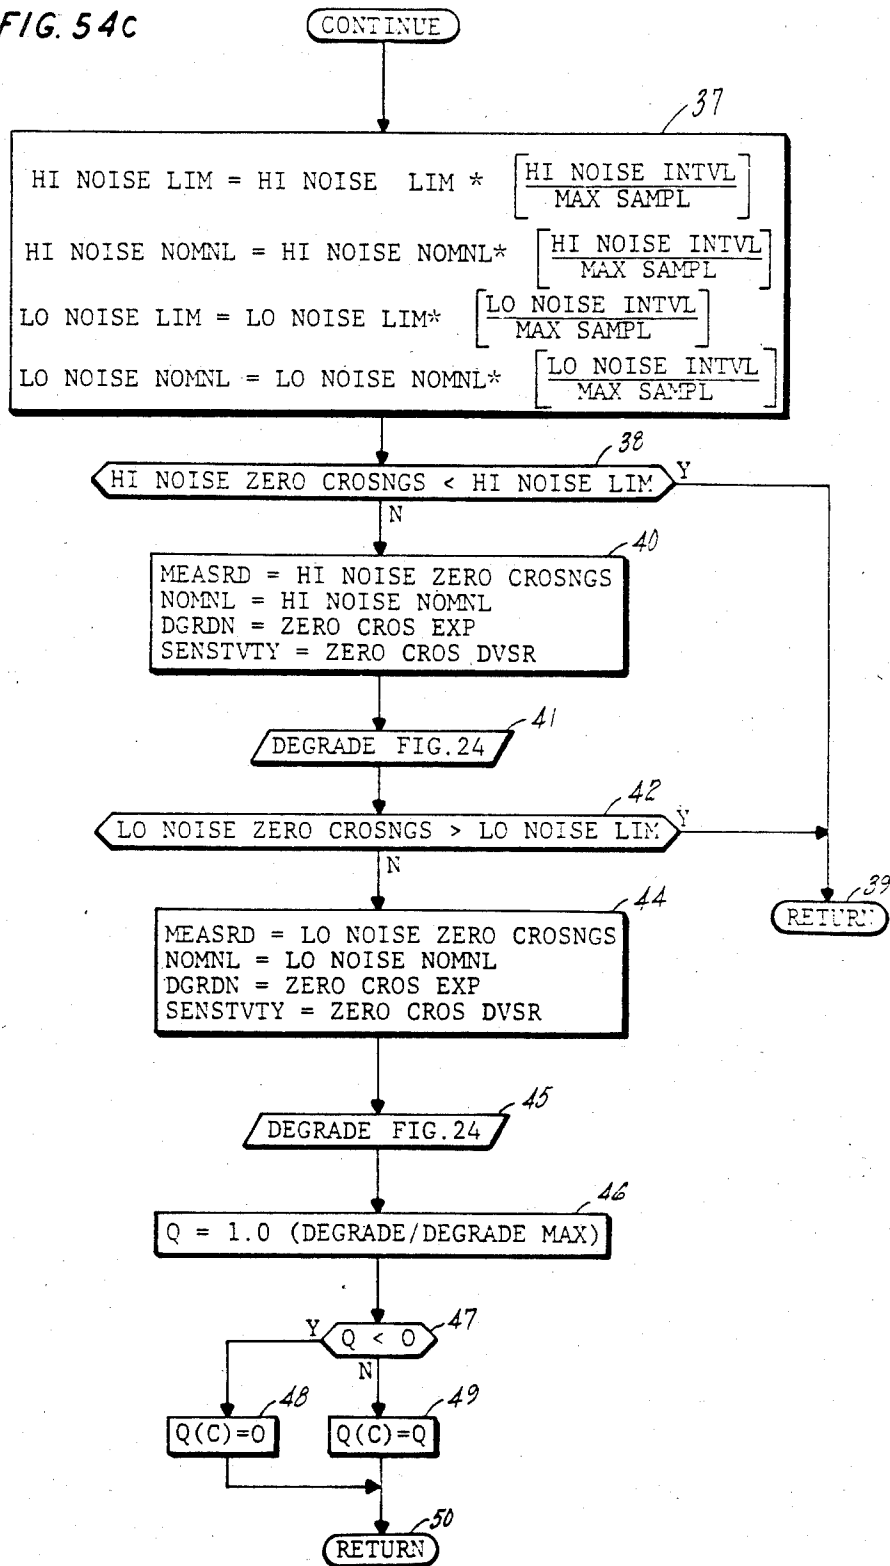 FIG. 54c
CONTINUE
37
HI NOISE LIM = HI NOISE LIM * [HI NOISE INTVL
MAX SAMPL]
HI NOISE NOMNL = HI NOISE NOMNL* [HI NOISE INTVL
MAX SAMPL]
LO NOISE LIM = LO NOISE LIM* [LO NOISE INTVL
MAX SAMPL]
LO NOISE NOMNL = LO NOISE NOMNL* [LO NOISE INTVL
MAX SAMPL]
38
HI NOISE ZERO CROSNGS < HI NOISE LIM
Y
N
40
MEASRD = HI NOISE ZERO CROSNGS
NOMNL = HI NOISE NOMNL
DGRDN = ZERO CROS EXP
SENSTVTY = ZERO CROS DVSR
41
DEGRADE FIG.24
42
LO NOISE ZERO CROSNGS > LO NOISE LIM
Y
N
39
RETURN
44
MEASRD = LO NOISE ZERO CROSNGS
NOMNL = LO NOISE NOMNL
DGRDN = ZERO CROS EXP
SENSTVTY = ZERO CROS DVSR
45
DEGRADE FIG.24
46
Q = 1.0 (DEGRADE/DEGRADE MAX)
47
Y
Q < 0
N
48
Q(C)=0
49
Q(C)=Q
50
RETURN